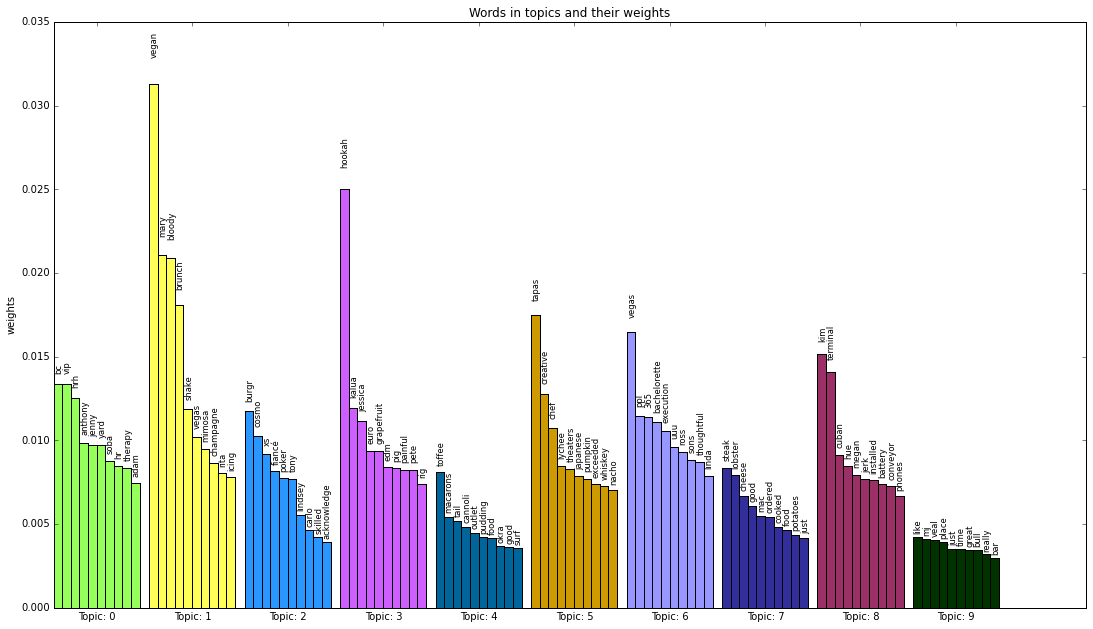 Words in topics and their weights
weights
0.035
0.030
0.025
0.020
0.015
0.010
0.005
0.000
bc
vip
hrh
anthony
jenny
yard
soba
hr
therapy
adam
Topic: 0
vegan
mary
bloody
brunch
shake
vegas
mimosa
champagne
rita
icing
Topic: 1
burgr
cosmo
xs
fiancé
poker
tony
lindsey
carlo
skilled
acknowledge
Topic: 2
hookah
kalua
jessica
euro
grapefruit
edm
pig
painful
pete
rig
Topic: 3
toffee
macarons
tail
cannoli
outlet
pudding
food
okra
good
surf
Topic: 4
tapas
creative
chef
lychee
theaters
japanese
pumpkin
exceeded
whiskey
nacho
Topic: 5
vegas
ppl
365
bachelorette
execution
uuu
ross
sons
thoughtful
linda
Topic: 6
steak
lobster
cheese
good
mac
ordered
cooked
food
potatoes
just
Topic: 7
kim
terminal
cuban
hue
megan
jerk
installed
battery
conveyor
phones
Topic: 8
like
mj
veal
place
just
time
great
bull
really
bar
Topic: 9